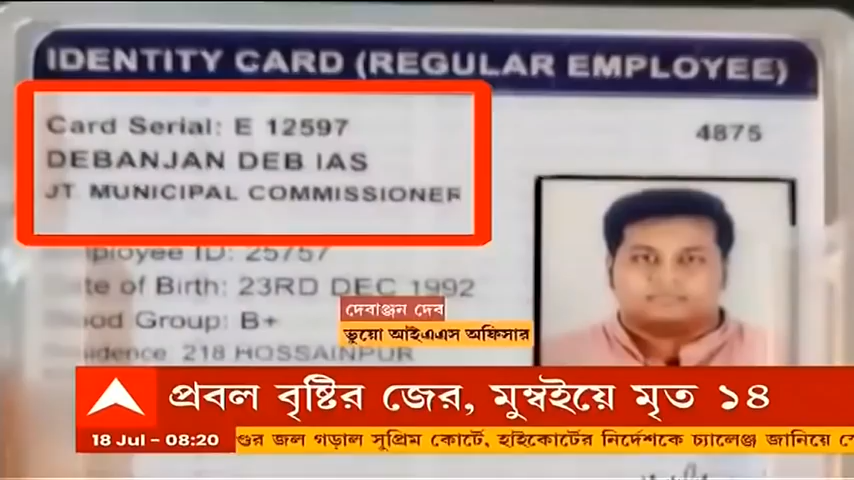 IDENTITY CARD (REGULAR EMPLOYEE)
Card Serial: E 12597
4875
DEBANJAN DEB IAS
JT. MUNICIPAL COMMISSIONER
ployee ID: 25757
te of Birth: 23RD DEC 1992
ood Group: B+
idence: 218 HOSSAINPUR
দেবাঞ্জন দেব
ভুয়ো আইএএস অফিসার
প্রবল বৃষ্টির জের, মুম্বইয়ে মৃত ১৪
18 Jul - 08:20
ণ্ডর জল গড়াল সুপ্রিম কোর্টে, হাইকোর্টের নির্দেশকে চ্যালেঞ্জ জানিয়ে